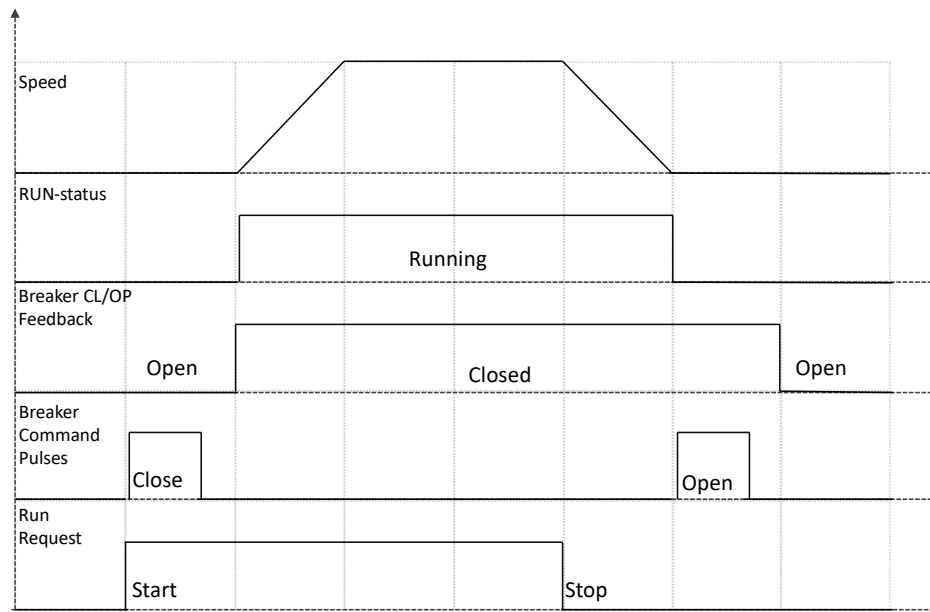 Speed
RUN-status
Running
Breaker CL/OP
Feedback
Open
Closed
Open
Breaker
Command
Pulses
Close
Open
Run
Request
Start
Stop